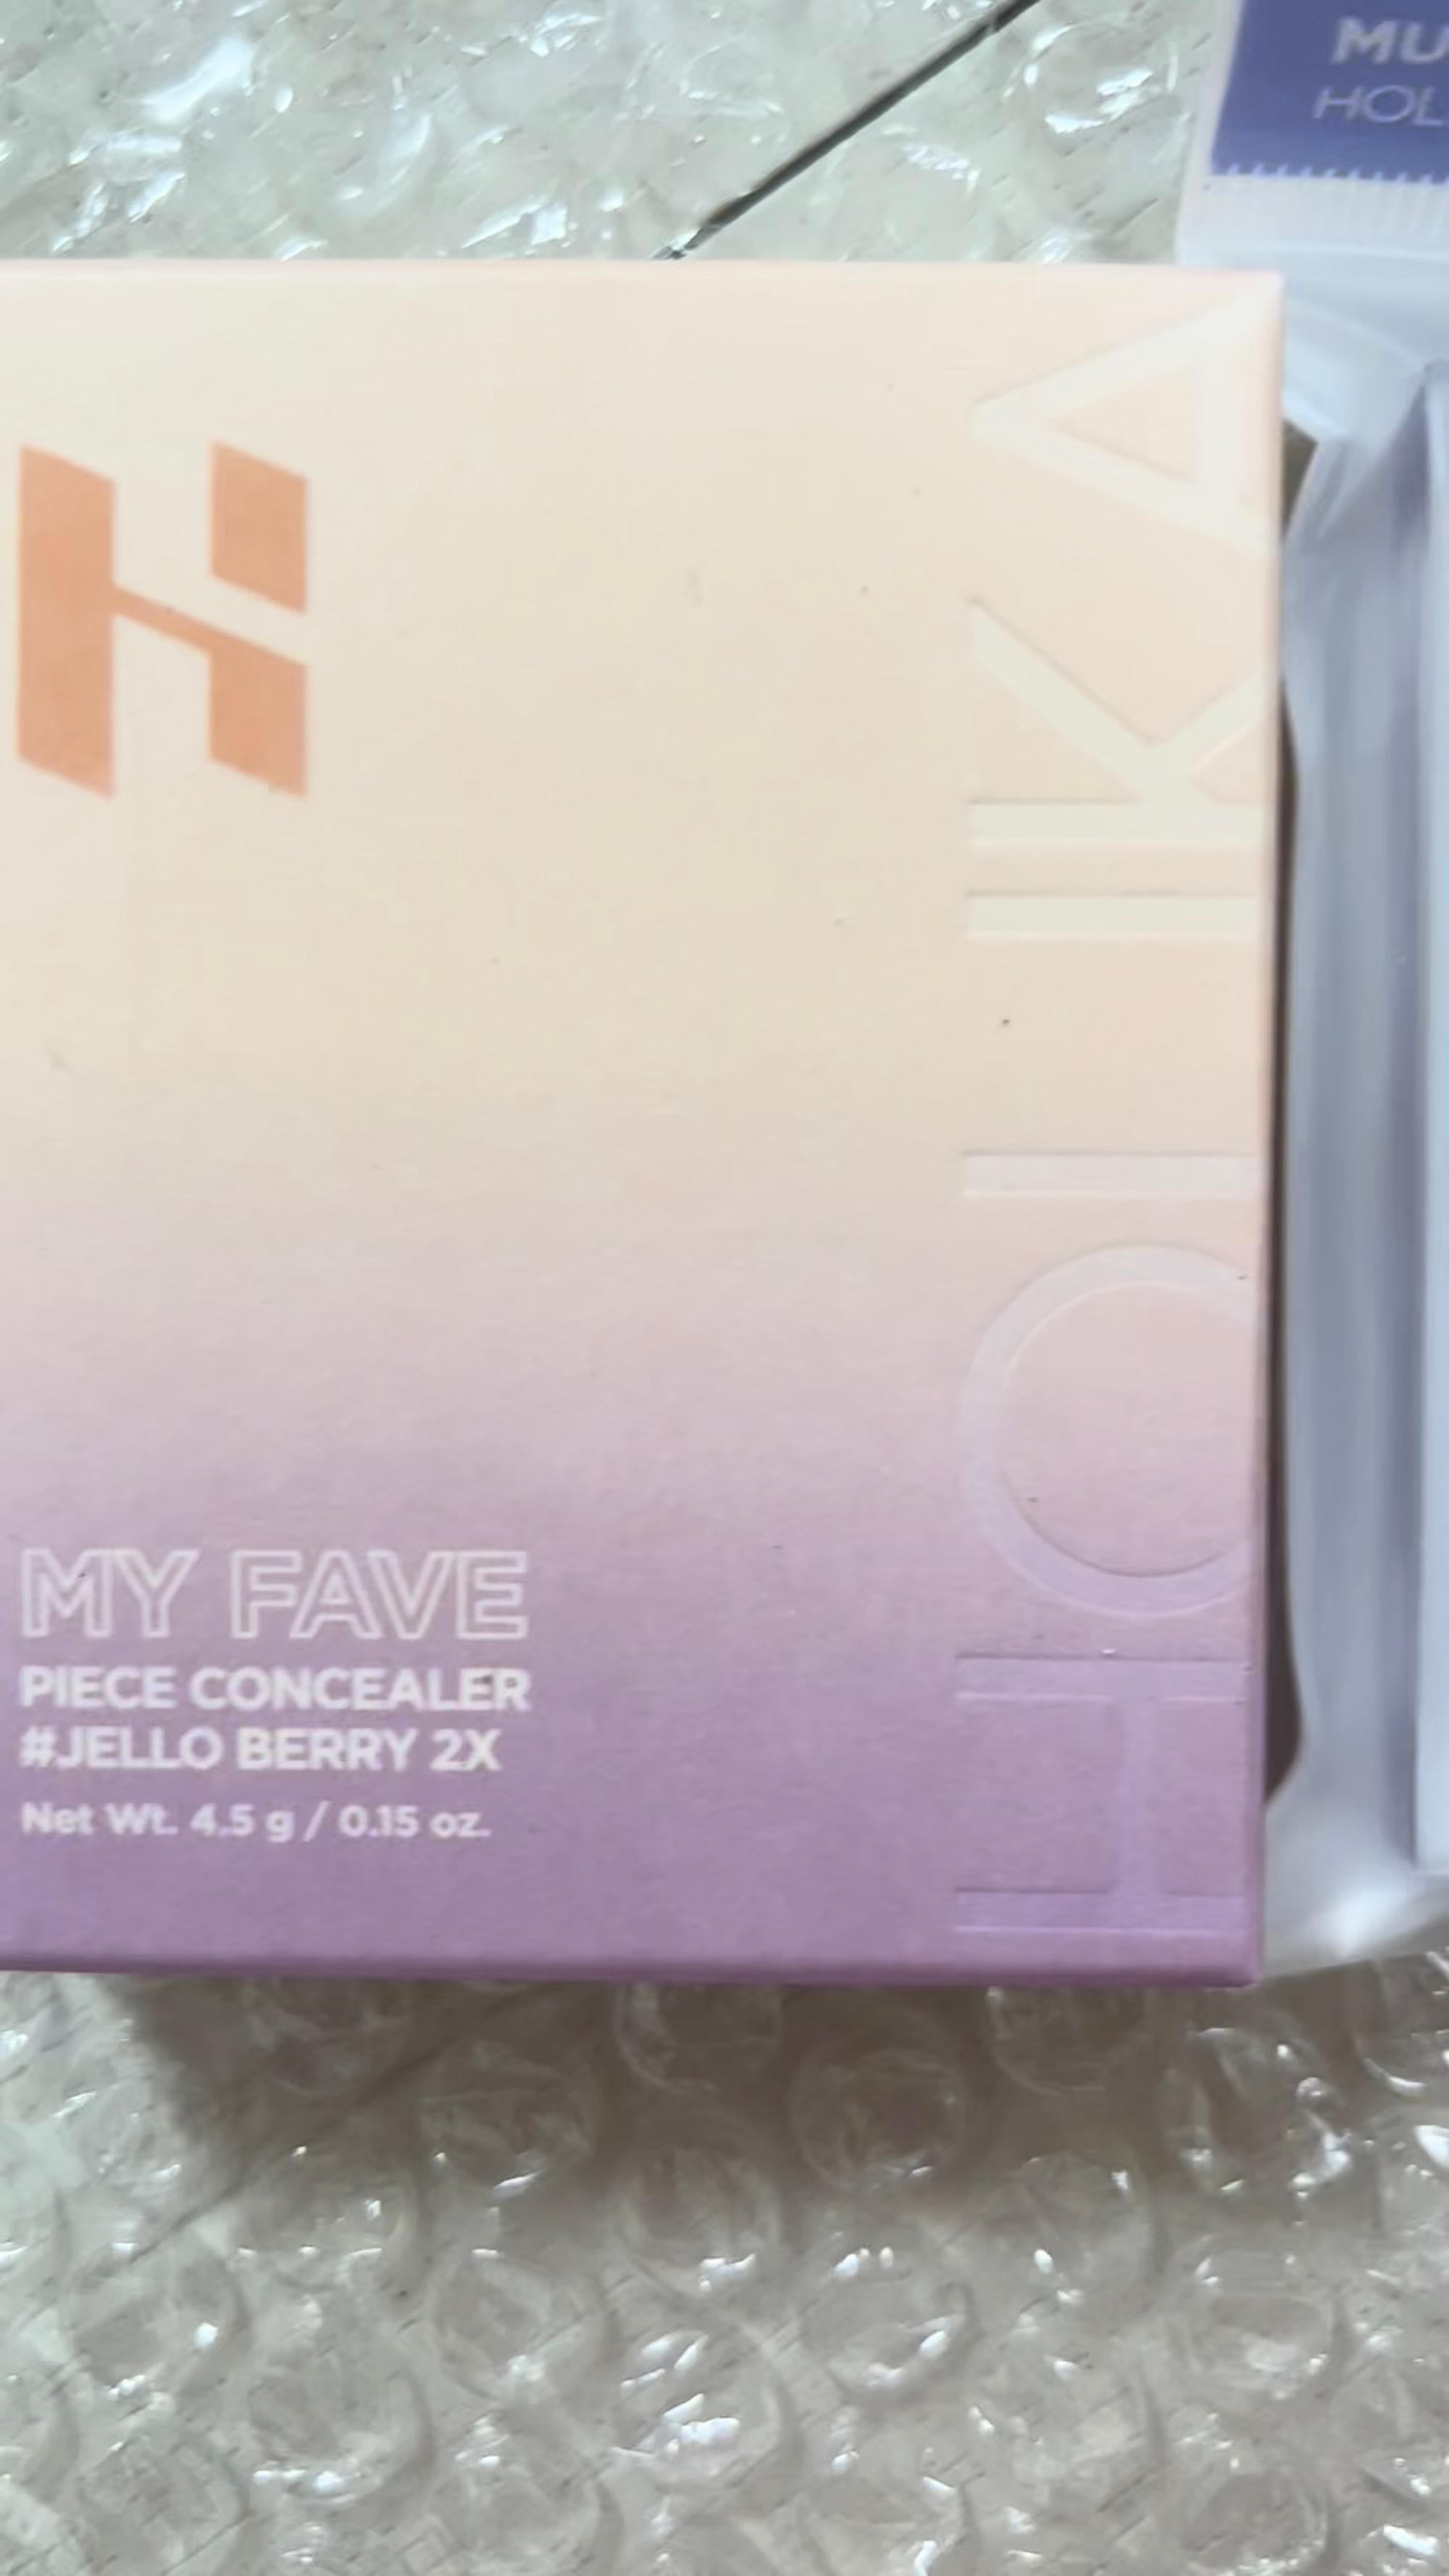 MU
HOL
H
HOLIKA
MY FAVE
PIECE CONCEALER
#JELLO BERRY 2X
Net Wt. 4.5 g / 0.15 oz.